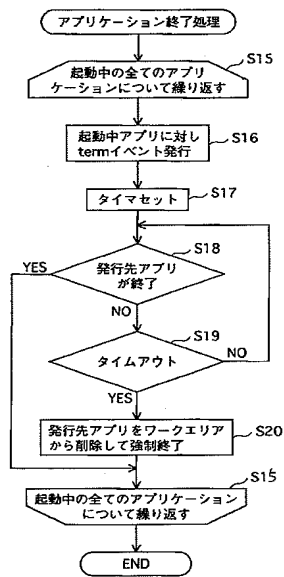 アプリケーション終了処理
S15
起動中の全てのアプリ
ケーションについて繰り返す
S16
起動中アプリに対し
termイベント発行
S17
タイマセット
S18
YES
発行先アプリ
が終了
NO
S19
タイムアウト
NO
YES
S20
発行先アプリをワークエリア
から削除して強制終了
S15
起動中の全てのアプリケーション
について繰り返す
END